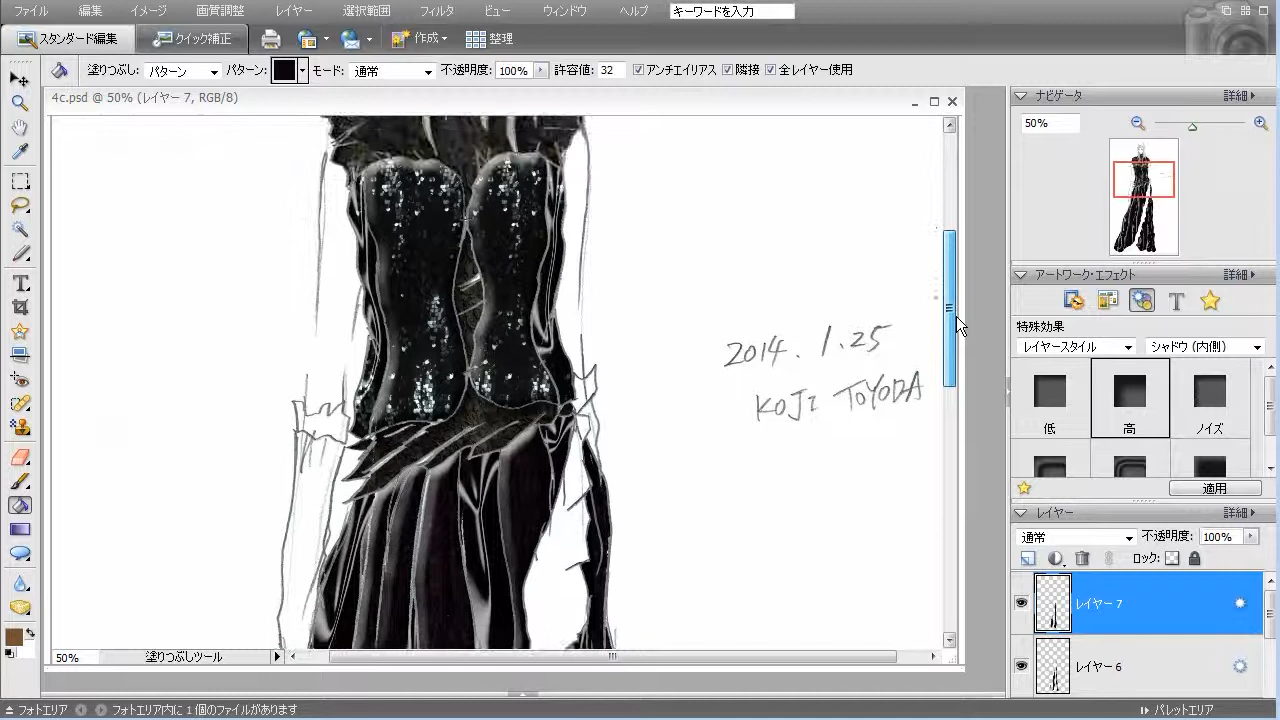 ファイル 編集 イメージ 画質調整 レイヤー 選択範囲 フィルタ ビュー ウィンドウ ヘルプ キーワードを入力
スタンダード編集 クイック補正 作成 整理
塗りつぶし: パターン パターン: モード: 通常 不透明度: 100% 許容値: 32 アンチエイリアス 隣接 全レイヤー使用
4c.psd @ 50% (レイヤー 7, RGB/8)
2014. 1.25
KOJI TOYODA
50% 塗りつぶしツール
ナビゲータ 詳細
50%
アートワーク・エフェクト 詳細
特殊効果
レイヤースタイル シャドウ (内側)
低 高 ノイズ
適用
レイヤー 詳細
通常 不透明度: 100%
ロック:
レイヤー 7
レイヤー 6
フォトエリア フォトエリア内に 1 個のファイルがあります パレットエリア